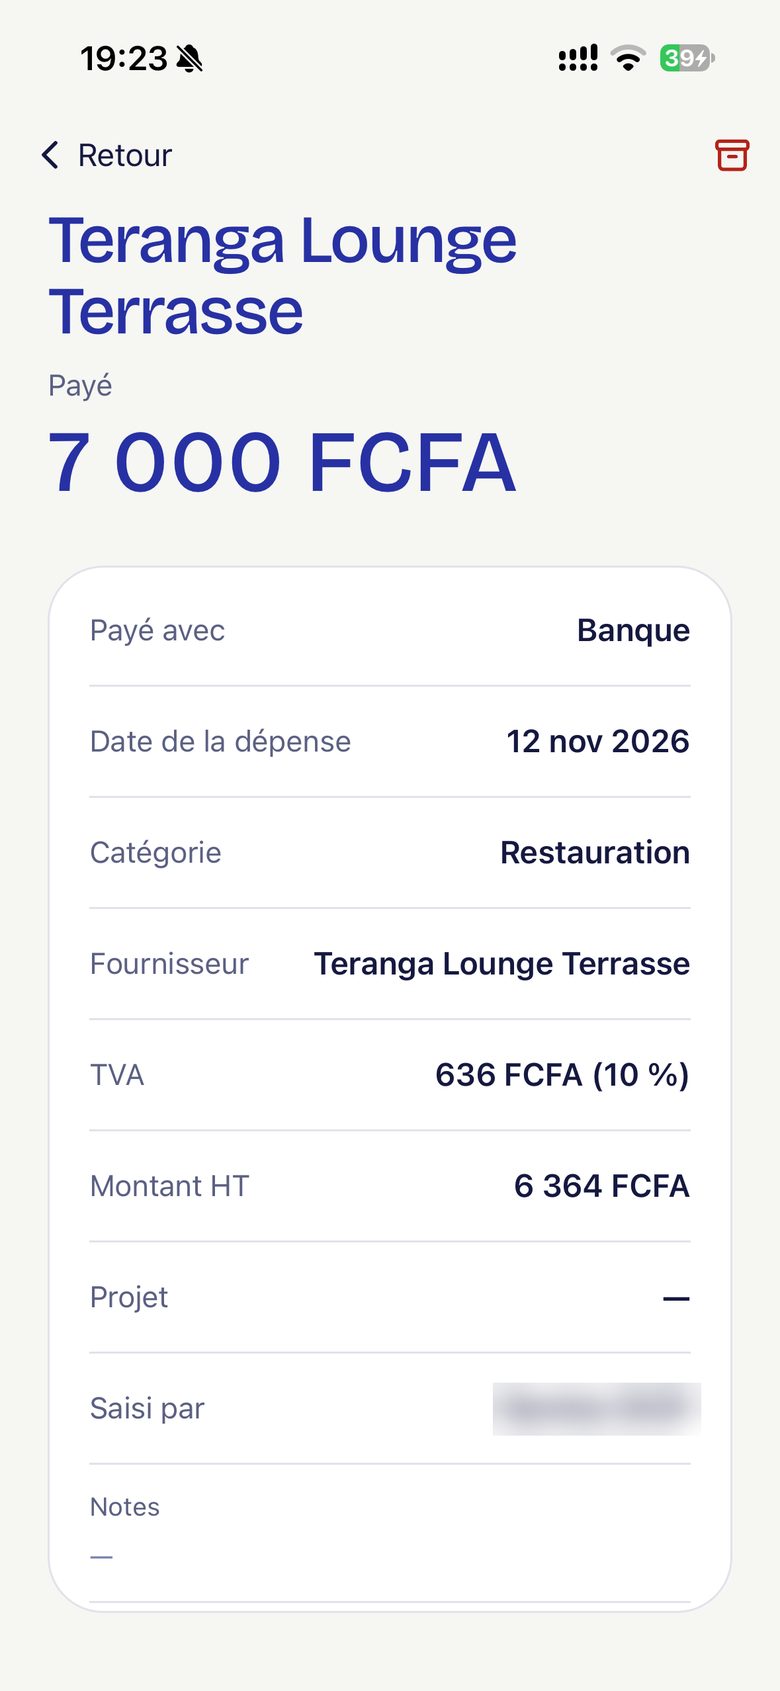 19:23
39
Retour
Teranga Lounge
Terrasse
Payé
7 000 FCFA
Payé avec
Banque
Date de la dépense
12 nov 2026
Catégorie
Restauration
Fournisseur
Teranga Lounge Terrasse
TVA
636 FCFA (10 %)
Montant HT
6 364 FCFA
Projet
—
Saisi par
Notes
—